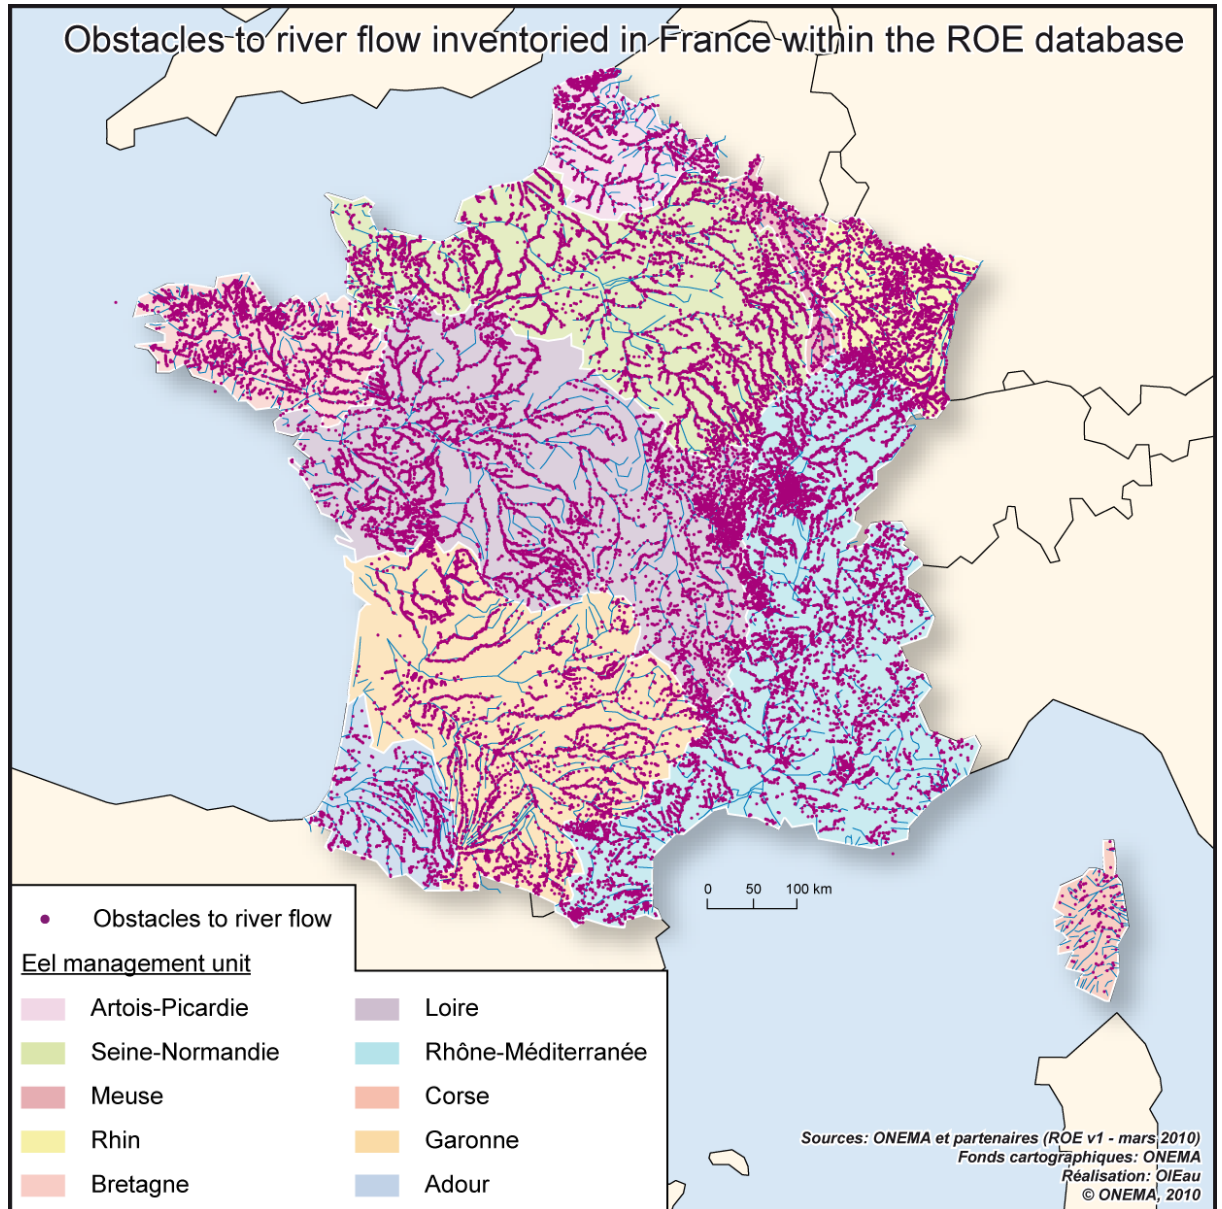 Obstacles to river flow inventoried in France within the ROE database
0 50 100 km
Obstacles to river flow
Eel management unit
Artois-Picardie
Seine-Normandie
Meuse
Rhin
Bretagne
Loire
Rhône-Méditerranée
Corse
Garonne
Adour
Sources: ONEMA et partenaires (ROE v1 - mars 2010)
Fonds cartographiques: ONEMA
Réalisation: OIEau
© ONEMA, 2010